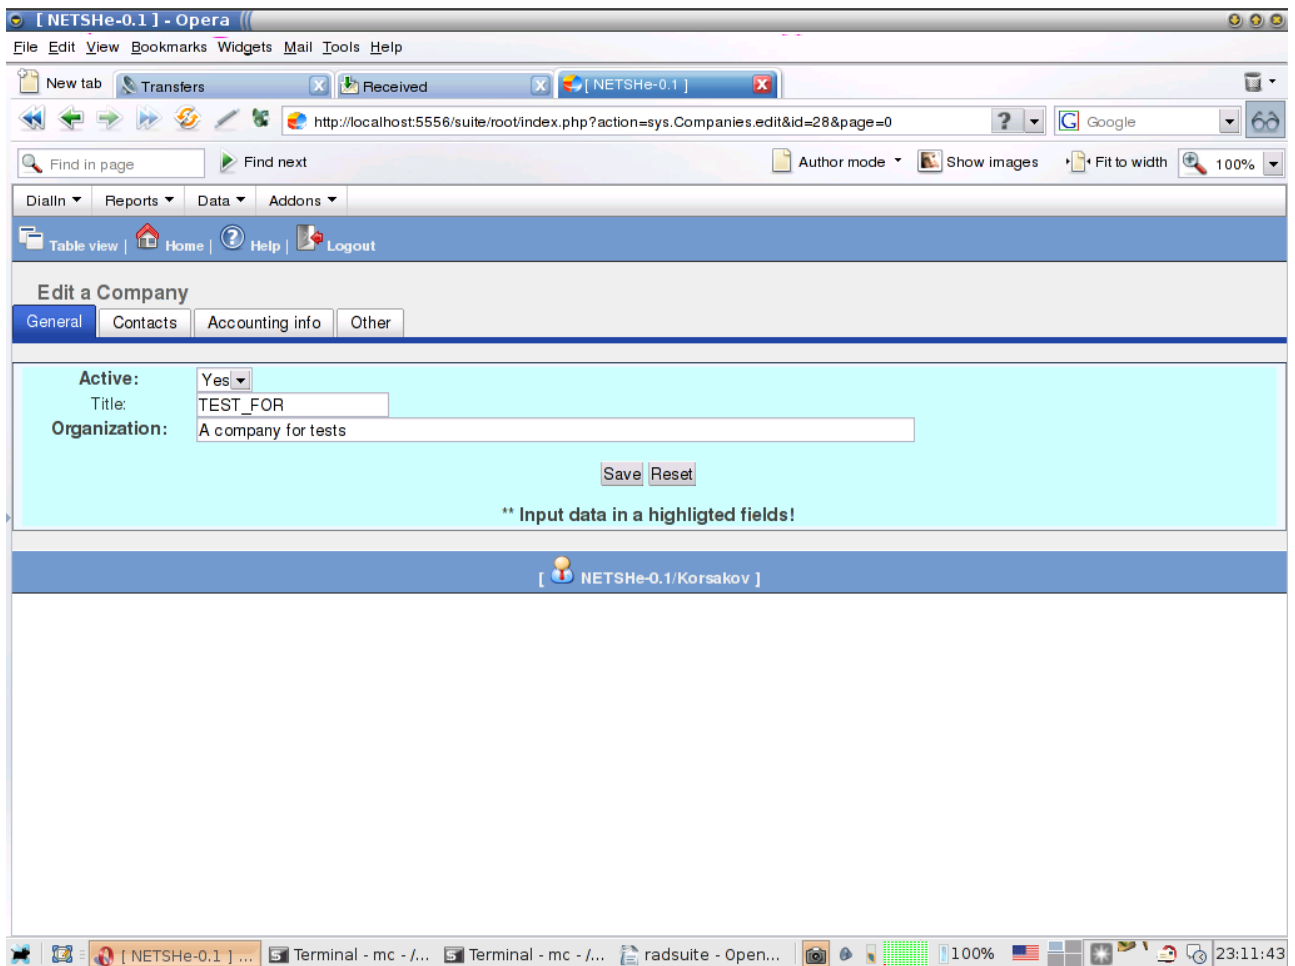 [ NETSHe-0.1 ] - Opera
File Edit View Bookmarks Widgets Mail Tools Help
New tab Transfers Received [ NETSHe-0.1 ]
http://localhost:5556/suite/root/index.php?action=sys.Companies.edit&id=28&page=0 ? G Google
Find in page Find next Author mode Show images Fit to width 100%
DialIn Reports Data Addons
Table view | Home | Help | Logout
Edit a Company
General Contacts Accounting info Other
Active: Yes
Title: TEST_FOR
Organization: A company for tests
Save Reset
** Input data in a highligted fields!
[ NETSHe-0.1/Korsakov ]
[ NETSHe-0.1 ] ... Terminal - mc - /... Terminal - mc - /... radsuite - Open... 100% 23:11:43